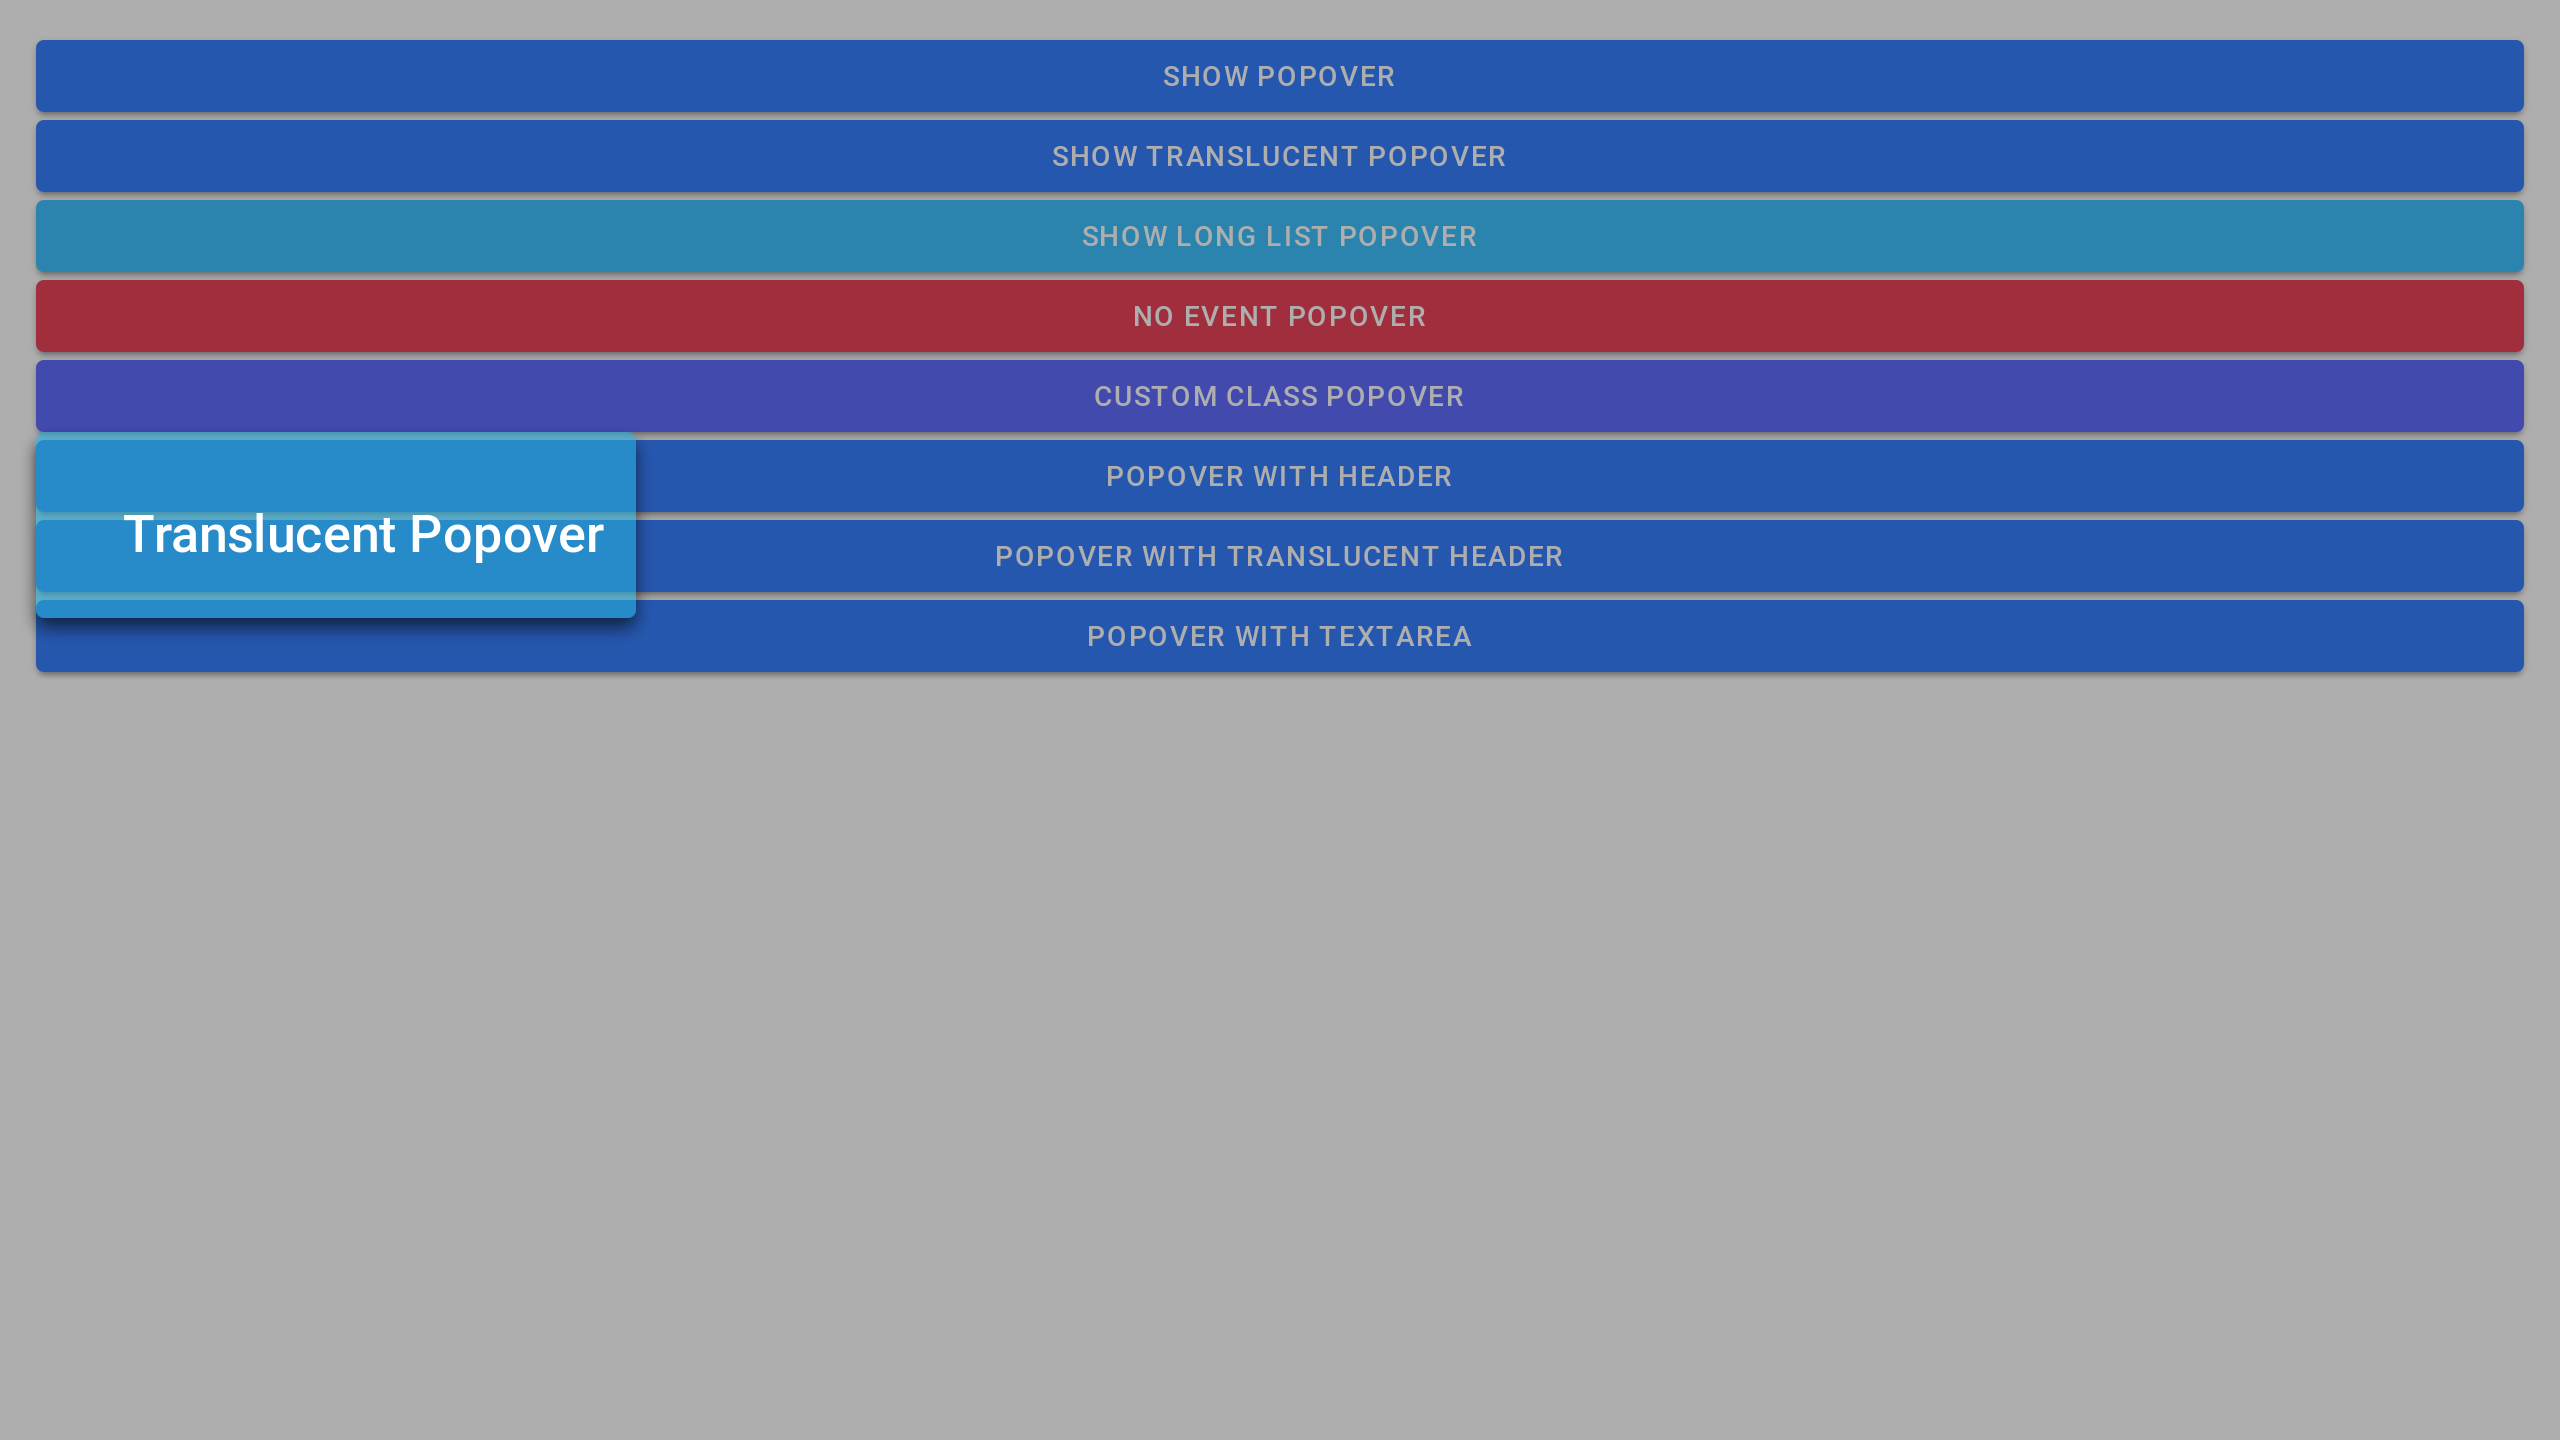 SHOW POPOVER
SHOW TRANSLUCENT POPOVER
SHOW LONG LIST POPOVER
NO EVENT POPOVER
CUSTOM CLASS POPOVER
POPOVER WITH HEADER
Translucent Popover
POPOVER WITH TRANSLUCENT HEADER
POPOVER WITH TEXTAREA